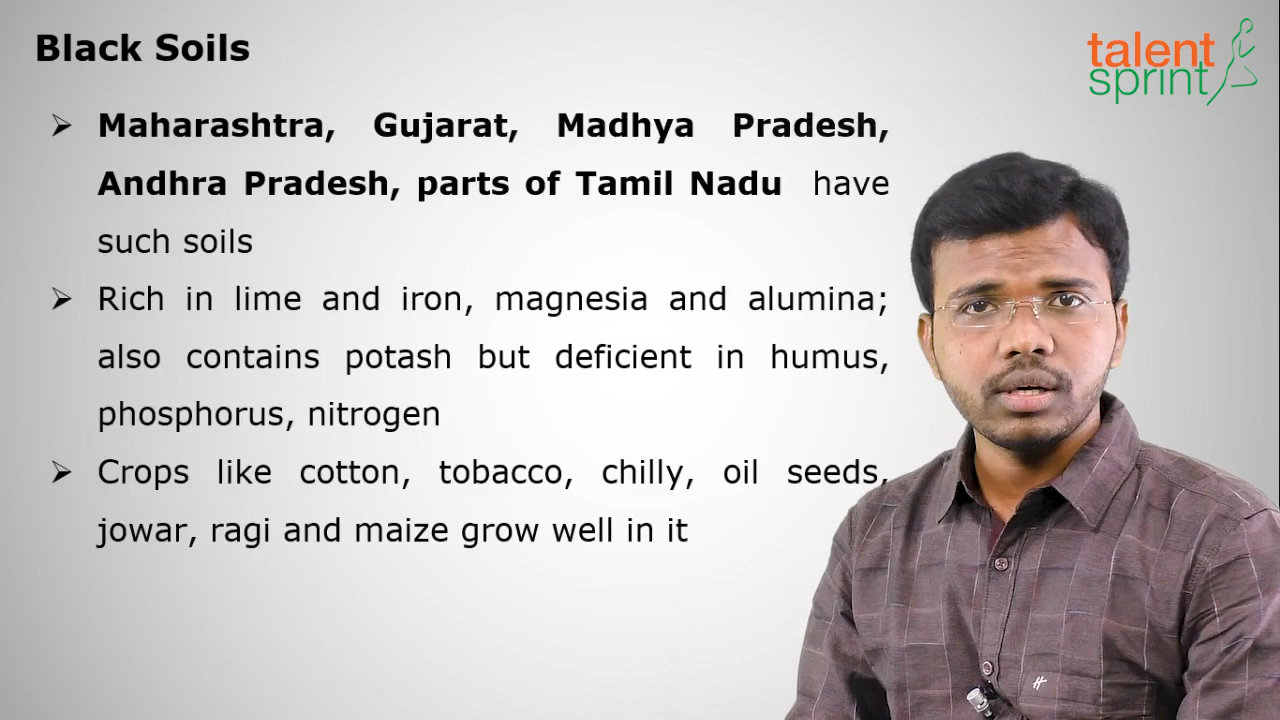 Black Soils
talent
sprint
➢ Maharashtra, Gujarat, Madhya Pradesh,
Andhra Pradesh, parts of Tamil Nadu have
such soils
➢ Rich in lime and iron, magnesia and alumina;
also contains potash but deficient in humus,
phosphorus, nitrogen
➢ Crops like cotton, tobacco, chilly, oil seeds,
jowar, ragi and maize grow well in it
H